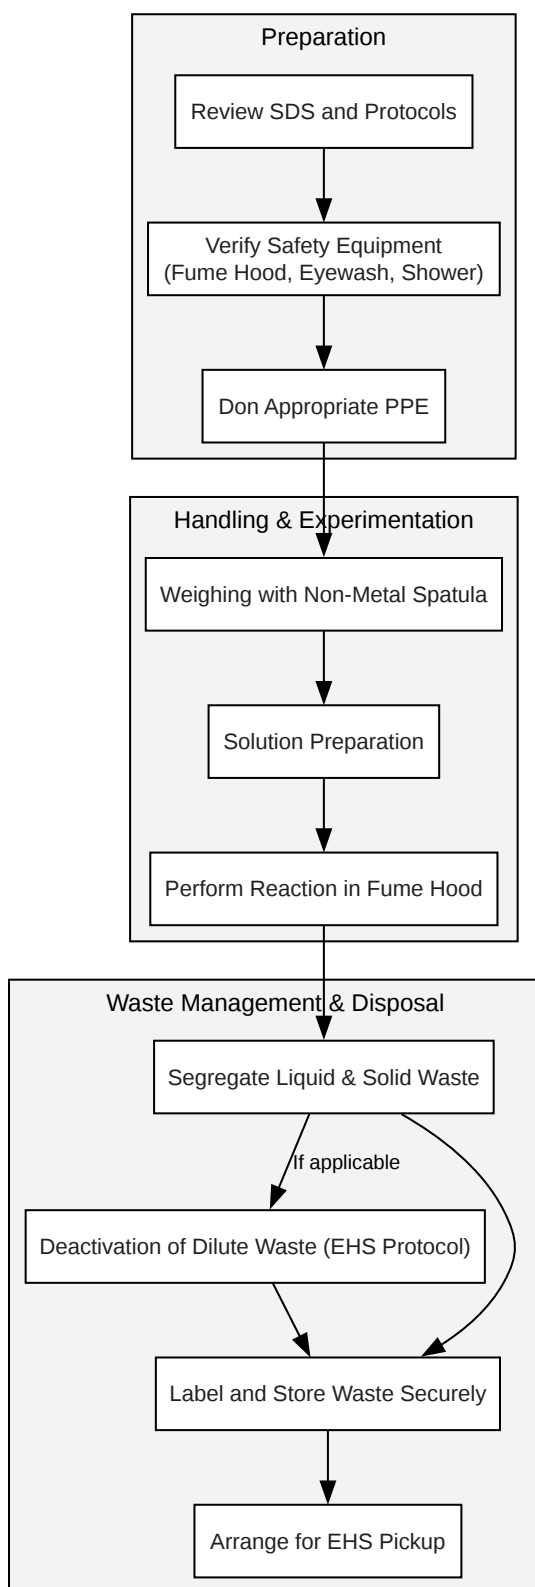 Preparation
Review SDS and Protocols
Verify Safety Equipment
(Fume Hood, Eyewash, Shower)
Don Appropriate PPE
Handling & Experimentation
Weighing with Non-Metal Spatula
Solution Preparation
Perform Reaction in Fume Hood
Waste Management & Disposal
Segregate Liquid & Solid Waste
If applicable
Deactivation of Dilute Waste (EHS Protocol)
Label and Store Waste Securely
Arrange for EHS Pickup